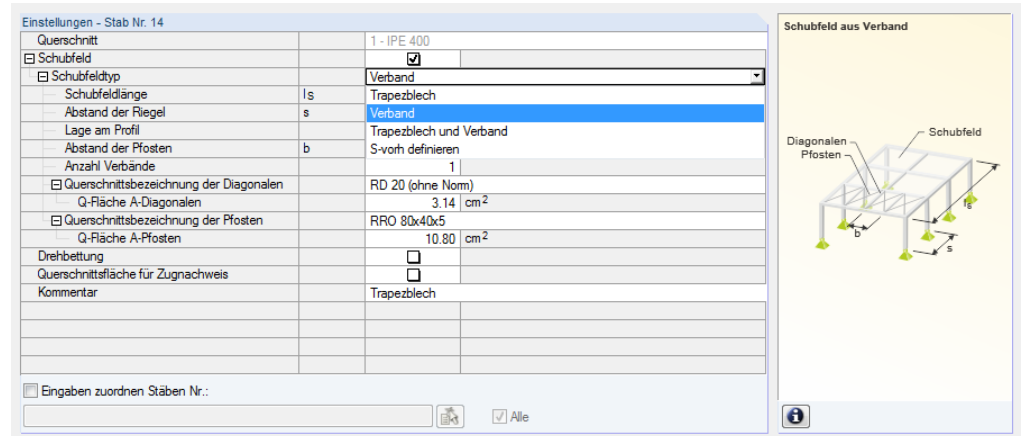 Einstellungen - Stab Nr. 14
Querschnitt 1 - IPE 400
Schubfeld
Schubfeldtyp Verband
Schubfeldlänge ls Trapezblech
Abstand der Riegel s Verband
Lage am Profil Trapezblech und Verband
Abstand der Pfosten b S-vorh definieren
Anzahl Verbände 1
Querschnittsbezeichnung der Diagonalen RD 20 (ohne Norm)
Q-Fläche A-Diagonalen 3.14 cm2
Querschnittsbezeichnung der Pfosten RRO 80x40x5
Q-Fläche A-Pfosten 10.80 cm2
Drehbettung
Querschnittsfläche für Zugnachweis
Kommentar Trapezblech
Eingaben zuordnen Stäben Nr.:
Alle
Schubfeld aus Verband
Schubfeld
Diagonalen
Pfosten
ls
b
s